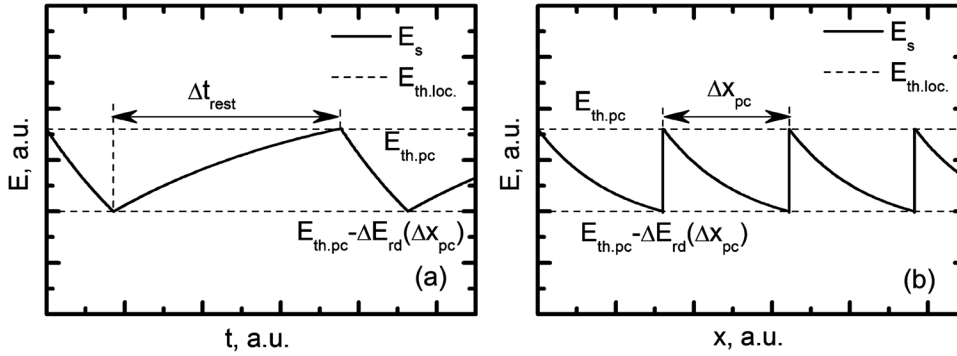 E_s
E_th.loc.
Δt_rest
E_th.pc
E_th.pc-ΔE_rd(Δx_pc)
(a)
E, a.u.
t, a.u.
E_s
E_th.loc.
Δx_pc
E_th.pc
E_th.pc-ΔE_rd(Δx_pc)
(b)
E, a.u.
x, a.u.